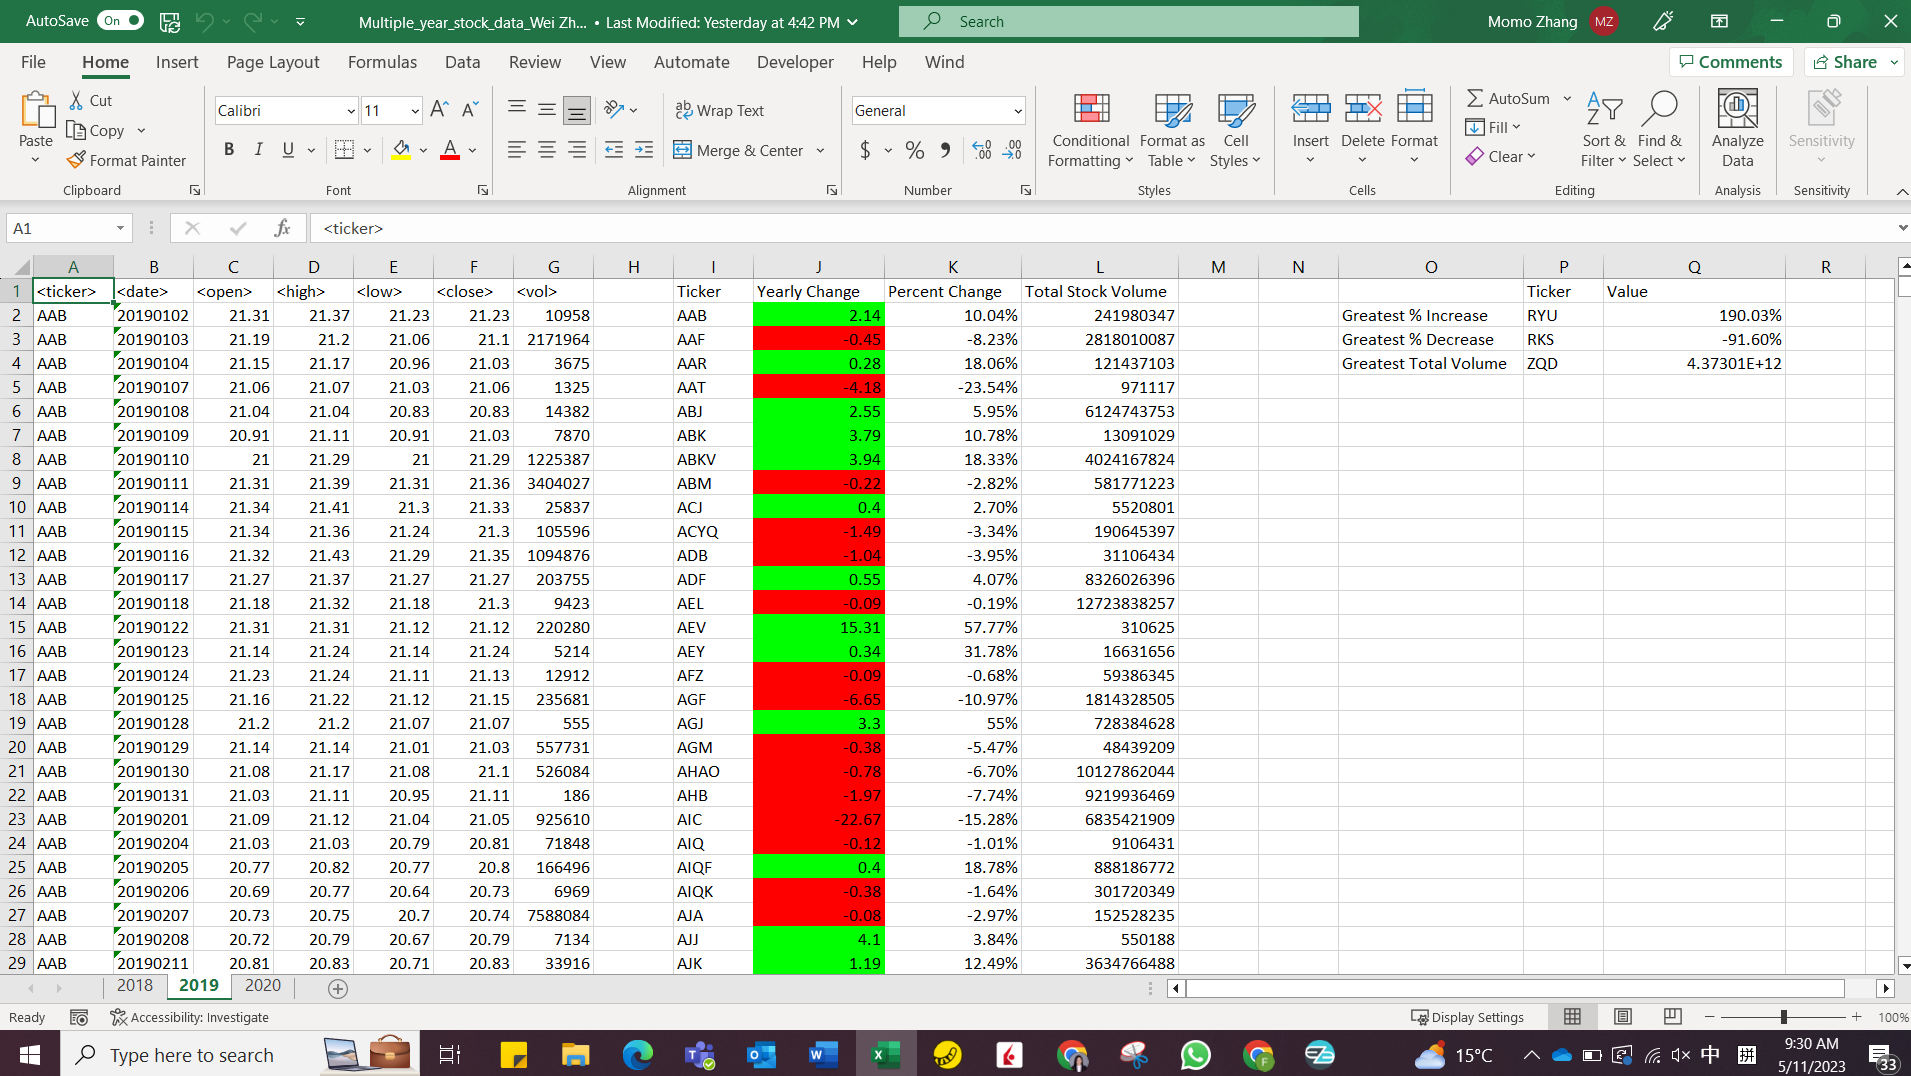 AutoSave On Multiple_year_stock_data_Wei Zh... • Last Modified: Yesterday at 4:42 PM Search Momo Zhang MZ
File Home Insert Page Layout Formulas Data Review View Automate Developer Help Wind Comments Share
Paste Cut Copy Format Painter Clipboard
Calibri 11 A A B I U A Font
ab Wrap Text Merge & Center Alignment
General $ % 9 .00 .00 Number
Conditional Formatting Format as Table Cell Styles Styles
Insert Delete Format Cells
AutoSum Fill Clear Sort & Filter Find & Select Editing
Analyze Data Analysis
Sensitivity Sensitivity
A1 fx <ticker>
A B C D E F G H I J K L M N O P Q R
1 <ticker> <date> <open> <high> <low> <close> <vol> Ticker Yearly Change Percent Change Total Stock Volume Ticker Value
2 AAB 20190102 21.31 21.37 21.23 21.23 10958 AAB 2.14 10.04% 241980347 Greatest % Increase RYU 190.03%
3 AAB 20190103 21.19 21.2 21.06 21.1 2171964 AAF -0.45 -8.23% 2818010087 Greatest % Decrease RKS -91.60%
4 AAB 20190104 21.15 21.17 20.96 21.03 3675 AAR 0.28 18.06% 121437103 Greatest Total Volume ZQD 4.37301E+12
5 AAB 20190107 21.06 21.07 21.03 21.06 1325 AAT -4.18 -23.54% 971117
6 AAB 20190108 21.04 21.04 20.83 20.83 14382 ABJ 2.55 5.95% 6124743753
7 AAB 20190109 20.91 21.11 20.91 21.03 7870 ABK 3.79 10.78% 13091029
8 AAB 20190110 21 21.29 21 21.29 1225387 ABKV 3.94 18.33% 4024167824
9 AAB 20190111 21.31 21.39 21.31 21.36 3404027 ABM -0.22 -2.82% 581771223
10 AAB 20190114 21.34 21.41 21.3 21.33 25837 ACJ 0.4 2.70% 5520801
11 AAB 20190115 21.34 21.36 21.24 21.3 105596 ACYQ -1.49 -3.34% 190645397
12 AAB 20190116 21.32 21.43 21.29 21.35 1094876 ADB -1.04 -3.95% 31106434
13 AAB 20190117 21.27 21.37 21.27 21.27 203755 ADF 0.55 4.07% 8326026396
14 AAB 20190118 21.18 21.32 21.18 21.3 9423 AEL -0.09 -0.19% 12723838257
15 AAB 20190122 21.31 21.31 21.12 21.12 220280 AEV 15.31 57.77% 310625
16 AAB 20190123 21.14 21.24 21.14 21.24 5214 AEY 0.34 31.78% 16631656
17 AAB 20190124 21.23 21.24 21.11 21.13 12912 AFZ -0.09 -0.68% 59386345
18 AAB 20190125 21.16 21.22 21.12 21.15 235681 AGF -6.65 -10.97% 1814328505
19 AAB 20190128 21.2 21.2 21.07 21.07 555 AGJ 3.3 55% 728384628
20 AAB 20190129 21.14 21.14 21.01 21.03 557731 AGM -0.38 -5.47% 48439209
21 AAB 20190130 21.08 21.17 21.08 21.1 526084 AHAO -0.78 -6.70% 10127862044
22 AAB 20190131 21.03 21.11 20.95 21.11 186 AHB -1.97 -7.74% 9219936469
23 AAB 20190201 21.09 21.12 21.04 21.05 925610 AIC -22.67 -15.28% 6835421909
24 AAB 20190204 21.03 21.03 20.79 20.81 71848 AIQ -0.12 -1.01% 9106431
25 AAB 20190205 20.77 20.82 20.77 20.8 166496 AIQF 0.4 18.78% 888186772
26 AAB 20190206 20.69 20.77 20.64 20.73 6969 AIQK -0.38 -1.64% 301720349
27 AAB 20190207 20.73 20.75 20.7 20.74 7588084 AJA -0.08 -2.97% 152528235
28 AAB 20190208 20.72 20.79 20.67 20.79 7134 AJJ 4.1 3.84% 550188
29 AAB 20190211 20.81 20.83 20.71 20.83 33916 AJK 1.19 12.49% 3634766488
2018 2019 2020
Ready Accessibility: Investigate Display Settings 100%
Type here to search 15°C 中 拼 9:30 AM 33
5/11/2023